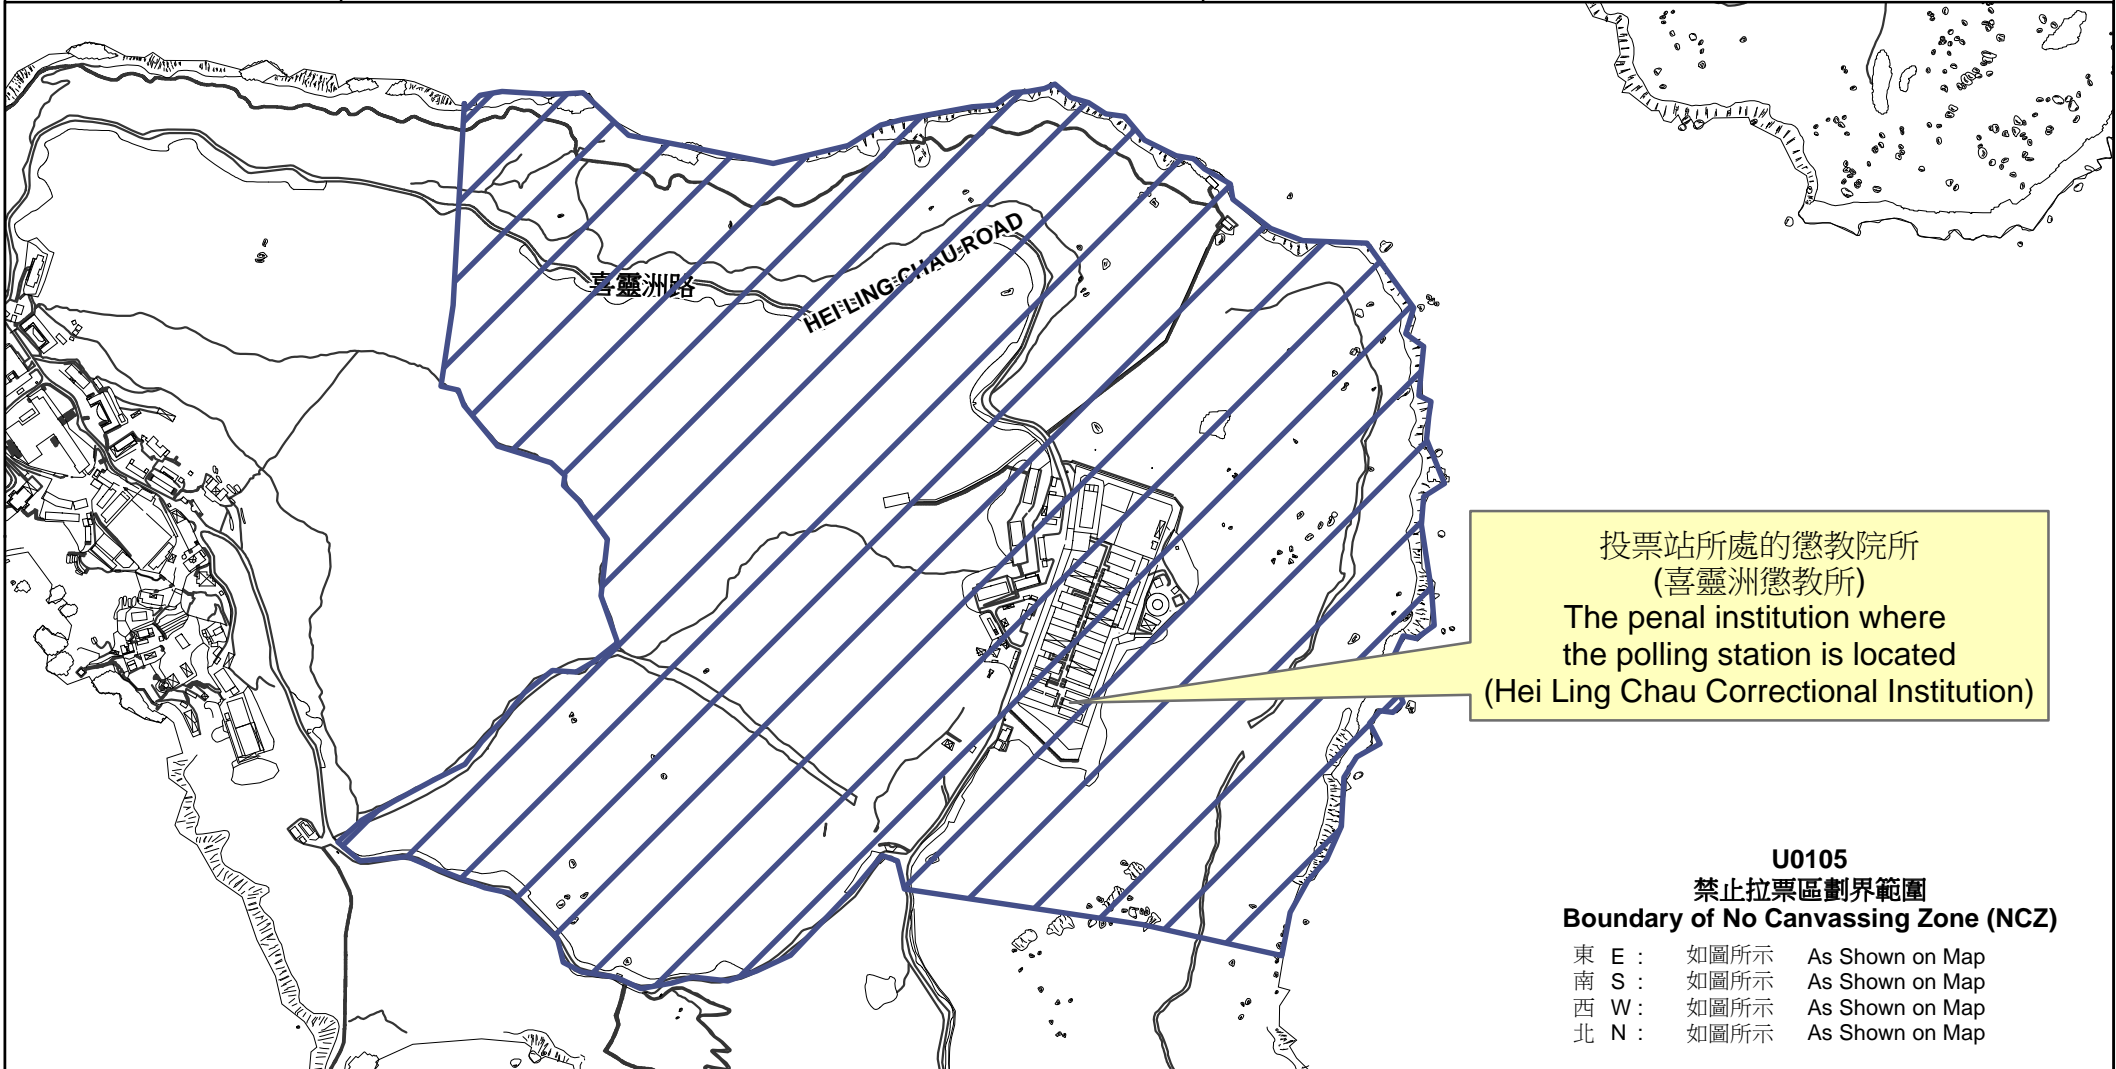 喜靈洲路
HEI LING CHAU ROAD
投票站所處的懲教院所
(喜靈洲懲教所)
The penal institution where
the polling station is located
(Hei Ling Chau Correctional Institution)
U0105
禁止拉票區劃界範圍
Boundary of No Canvassing Zone (NCZ)
東 E : 如圖所示 As Shown on Map
南 S : 如圖所示 As Shown on Map
西 W : 如圖所示 As Shown on Map
北 N : 如圖所示 As Shown on Map